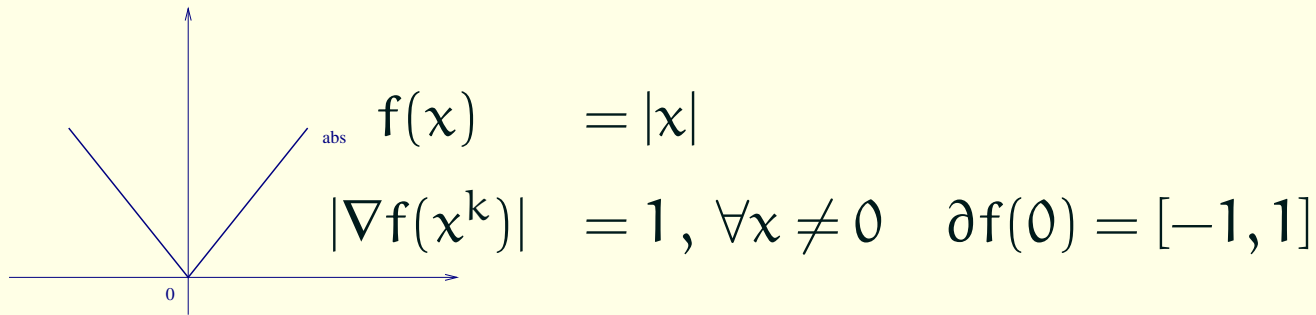 f(x) = |x|
abs
|∇f(x^k)| = 1, ∀x ≠ 0 ∂f(0) = [−1, 1]
0